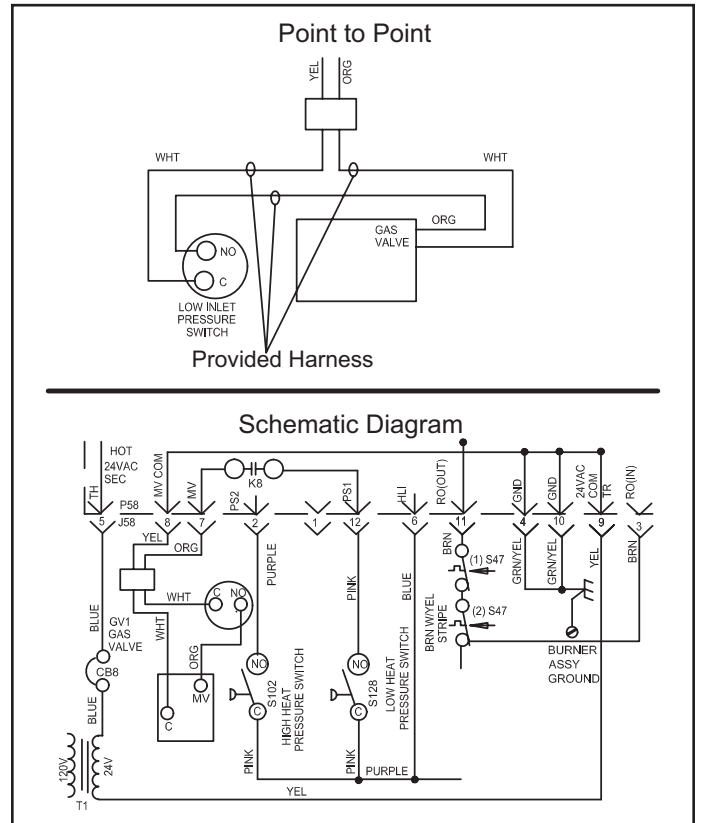 Point to Point
YEL
ORG
WHT
WHT
ORG
GAS
VALVE
NO
C
LOW INLET
PRESSURE
SWITCH
Provided Harness
Schematic Diagram
HOT
24VAC
SEC
TH
MV COM
MV
PS2
K8
PS1
HLI
RO(OUT)
GND
GND
24VAC
COM
TR
RO(IN)
P58
J58
5
8
7
2
1
12
6
11
4
10
9
3
YEL
ORG
WHT
C
NO
BLUE
GV1
GAS
VALVE
CB8
BLUE
WHT
ORG
MV
C
PURPLE
NO
C
S102
HIGH HEAT
PRESSURE SWITCH
PINK
PINK
NO
C
S128
LOW HEAT
PRESSURE SWITCH
PINK
PURPLE
BLUE
BRN
(1) S47
(2) S47
BRN W/YEL
STRIPE
GRN/YEL
GRN/YEL
YEL
BRN
BURNER
ASSY
GROUND
120V
24V
T1
YEL